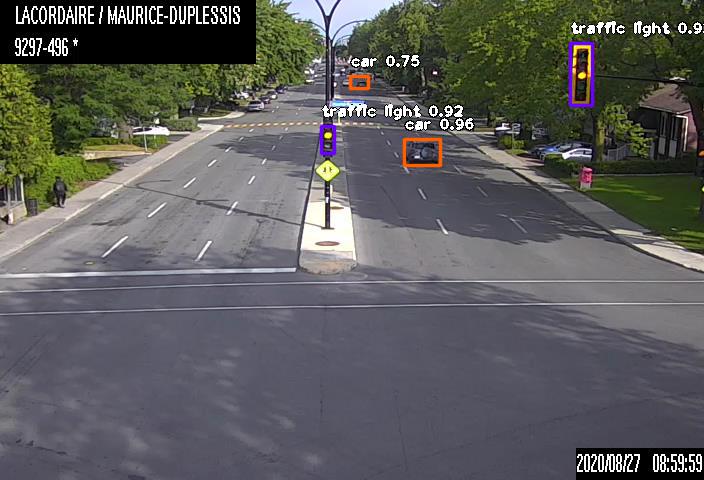 LACORDAIRE / MAURICE-DUPLESSIS
9297-496 *
traffic light 0.9
car 0.75
traffic light 0.92
car 0.96
2020/08/27 08:59:59